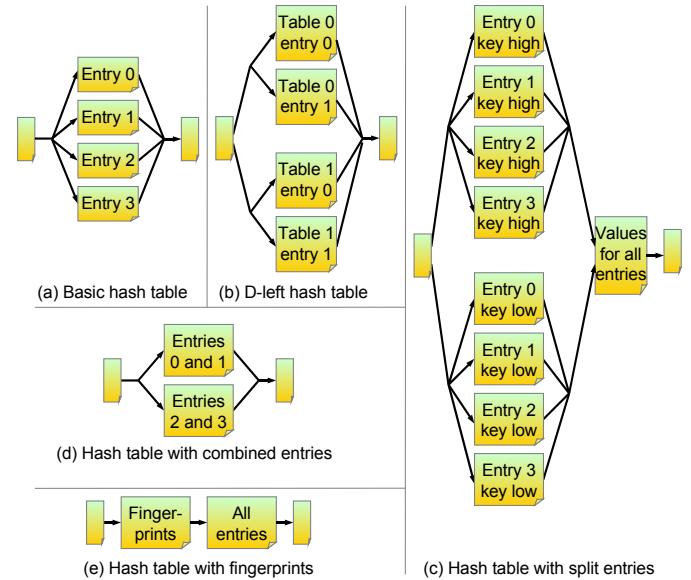 Entry 0
Entry 1
Entry 2
Entry 3
(a) Basic hash table
Table 0
entry 0
Table 0
entry 1
Table 1
entry 0
Table 1
entry 1
(b) D-left hash table
Entry 0
key high
Entry 1
key high
Entry 2
key high
Entry 3
key high
Entry 0
key low
Entry 1
key low
Entry 2
key low
Entry 3
key low
Values
for all
entries
(c) Hash table with split entries
Entries
0 and 1
Entries
2 and 3
(d) Hash table with combined entries
Finger-
prints
All
entries
(e) Hash table with fingerprints